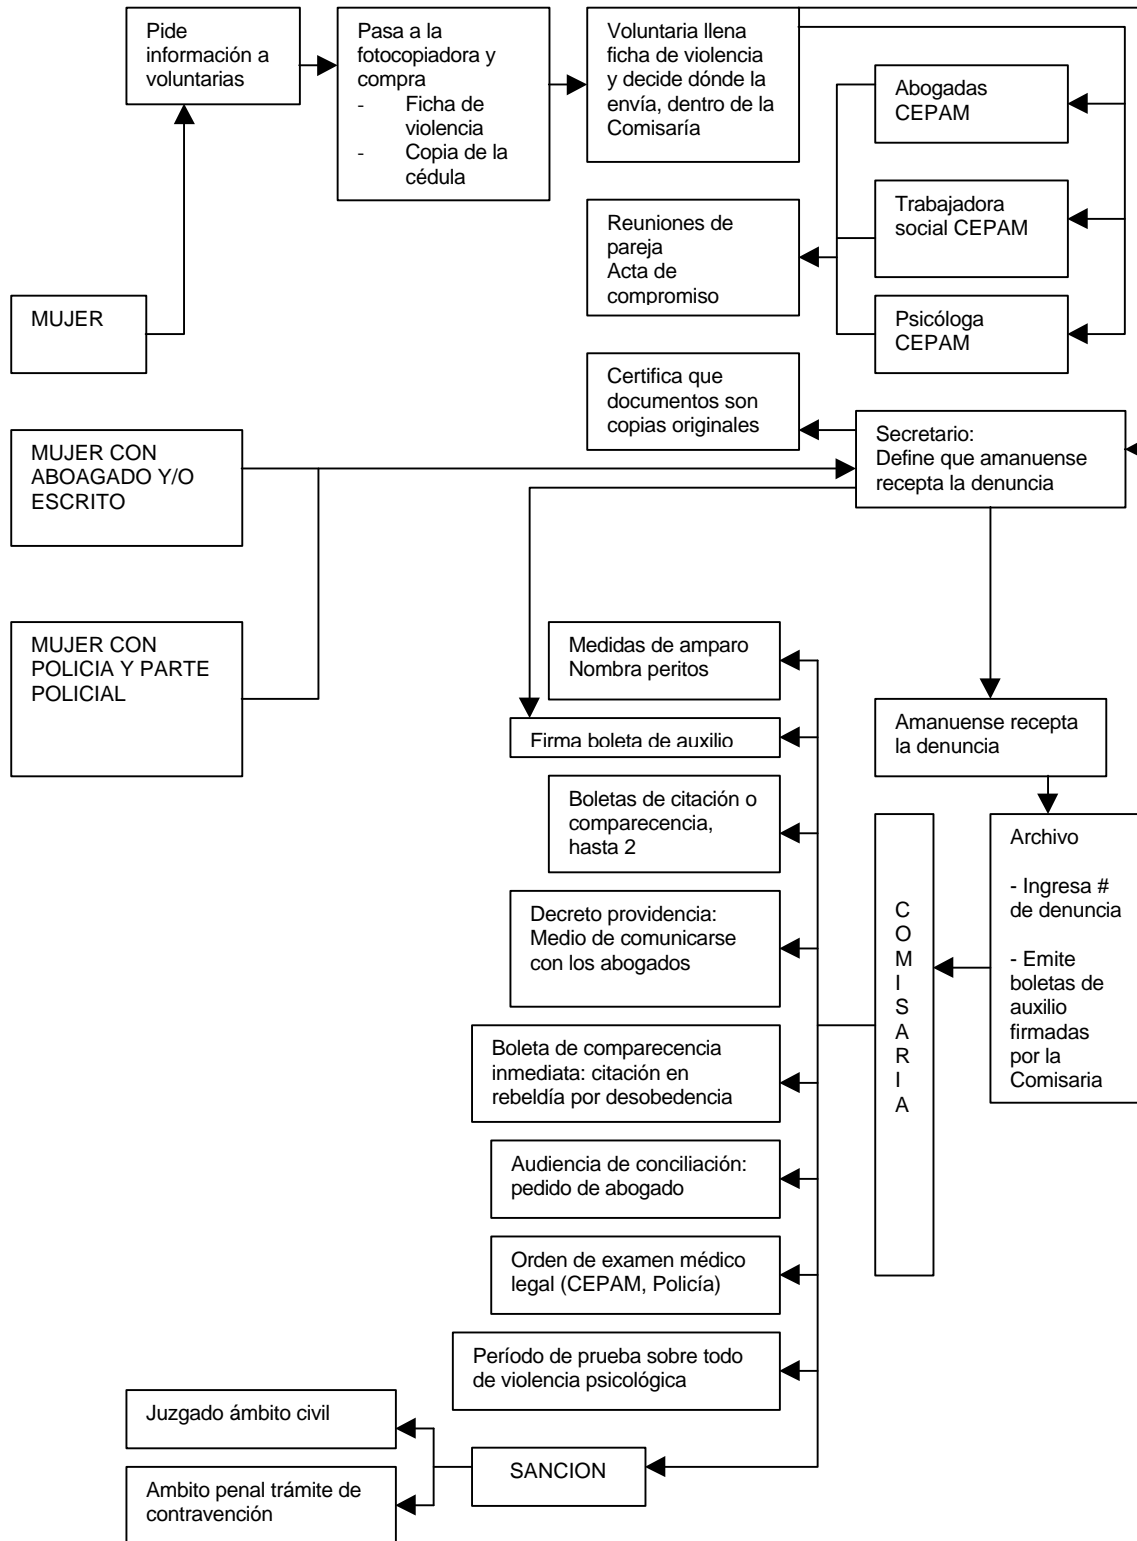 Pide
información a
voluntarias
Pasa a la
fotocopiadora y
compra
- Ficha de
violencia
- Copia de la
cédula
Voluntaria llena
ficha de violencia
y decide dónde la
envía, dentro de la
Comisaría
Abogadas
CEPAM
Trabajadora
social CEPAM
Psicóloga
CEPAM
Reuniones de
pareja
Acta de
compromiso
MUJER
Certifica que
documentos son
copias originales
Secretario:
Define que amanuense
recepta la denuncia
MUJER CON
ABOAGADO Y/O
ESCRITO
MUJER CON
POLICIA Y PARTE
POLICIAL
Medidas de amparo
Nombra peritos
Firma boleta de auxilio
Amanuense recepta
la denuncia
Boletas de citación o
comparecencia,
hasta 2
Archivo
- Ingresa #
de denuncia
- Emite
boletas de
auxilio
firmadas
por la
Comisaria
C
O
M
I
S
A
R
I
A
Decreto providencia:
Medio de comunicarse
con los abogados
Boleta de comparecencia
inmediata: citación en
rebeldía por desobedencia
Audiencia de conciliación:
pedido de abogado
Orden de examen médico
legal (CEPAM, Policía)
Período de prueba sobre todo
de violencia psicológica
SANCION
Juzgado ámbito civil
Ambito penal trámite de
contravención